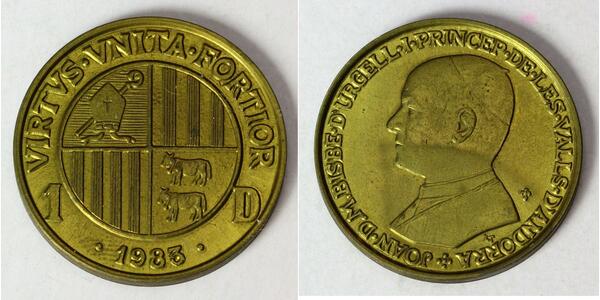 VIRTVS·VNITA·FORTIOR
1 D
·1983·
JOAN·D·M·BISBE·D'URGELL·I·PRINCEP·DE·LES·VALLS·D'ANDORRA